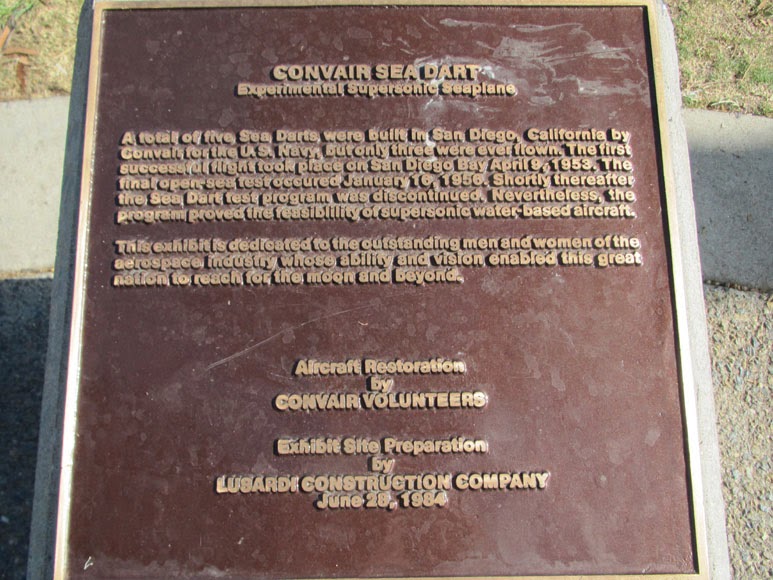 CONVAIR SEA DART
Experimental Supersonic Seaplane
A total of five Sea Darts were built in San Diego, California by
Convair for the U.S. Navy, but only three were ever flown. The first
successful flight took place on San Diego Bay April 9, 1953. The
final open-sea test occured January 16, 1956. Shortly thereafter
the Sea Dart test program was discontinued. Nevertheless, the
program proved the feasibility of supersonic water-based aircraft.
This exhibit is dedicated to the outstanding men and women of the
aerospace industry whose ability and vision enabled this great
nation to reach for the moon and beyond.
Aircraft Restoration
by
CONVAIR VOLUNTEERS
Exhibit Site Preparation
by
LUSARDI CONSTRUCTION COMPANY
June 28, 1984